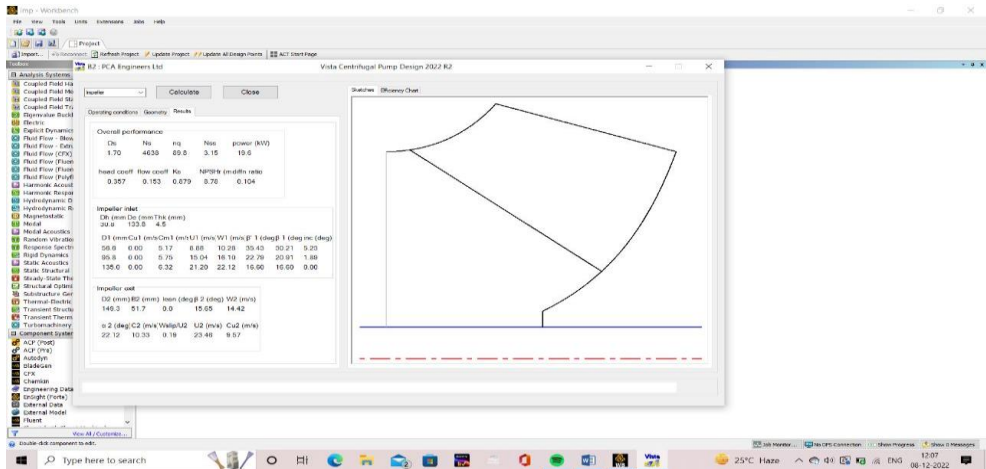 imp - Workbench
File View Tools Units Extensions Jobs Help
Project
Import... Reconnect Refresh Project Update Project Update All Design Points ACT Start Page
Toolbox
B2 : PCA Engineers Ltd
Vista Centrifugal Pump Design 2022 R2
Analysis Systems
Coupled Field Ha
Coupled Field Mo
Coupled Field Sta
Coupled Field Tra
Eigenvalue Buckl
Electric
Explicit Dynamics
Fluid Flow - Blow
Fluid Flow - Extru
Fluid Flow (CFX)
Fluid Flow (Fluen
Fluid Flow (Fluen
Fluid Flow (Polyfl
Harmonic Acoust
Harmonic Respon
Hydrodynamic D
Hydrodynamic R
Magnetostatic
Modal
Modal Acoustics
Random Vibratio
Response Spectr
Rigid Dynamics
Static Acoustics
Static Structural
Steady-State The
Structural Optimi
Substructure Gen
Thermal-Electric
Transient Structu
Transient Therm
Turbomachinery
Component System
ACP (Post)
ACP (Pre)
Autodyn
BladeGen
CFX
Chemkin
Engineering Data
EnSight (Forte)
External Data
External Model
Fluent
View All / Customize...
Impeller Calculate Close
Operating conditions Geometry Results
Overall performance
Ds Ns nq Nss power (kW)
1.70 4638 89.8 3.15 19.6
head coeff flow coeff Ks NPSHr (m diffn ratio
0.357 0.153 0.879 8.78 0.104
Impeller inlet
Dh (mm De (mm Thk (mm)
30.8 133.8 4.5
D1 (mm Cu1 (m/s Cm1 (m/s U1 (m/s W1 (m/s β' 1 (deg β 1 (deg inc (deg)
56.6 0.00 5.17 8.88 10.28 35.43 30.21 5.23
95.8 0.00 5.75 15.04 16.10 22.79 20.91 1.89
135.0 0.00 6.32 21.20 22.12 16.60 16.60 0.00
Impeller exit
D2 (mm) B2 (mm) lean (deg β 2 (deg) W2 (m/s)
149.3 51.7 0.0 15.65 14.42
α 2 (deg C2 (m/s Wslip/U2 U2 (m/s) Cu2 (m/s)
22.12 10.33 0.19 23.46 9.57
Sketches Efficiency Chart
Double-click component to edit.
Job Monitor... No DPS Connection Show Progress Show 0 Messages
Type here to search
25°C Haze
ENG
12:07
08-12-2022